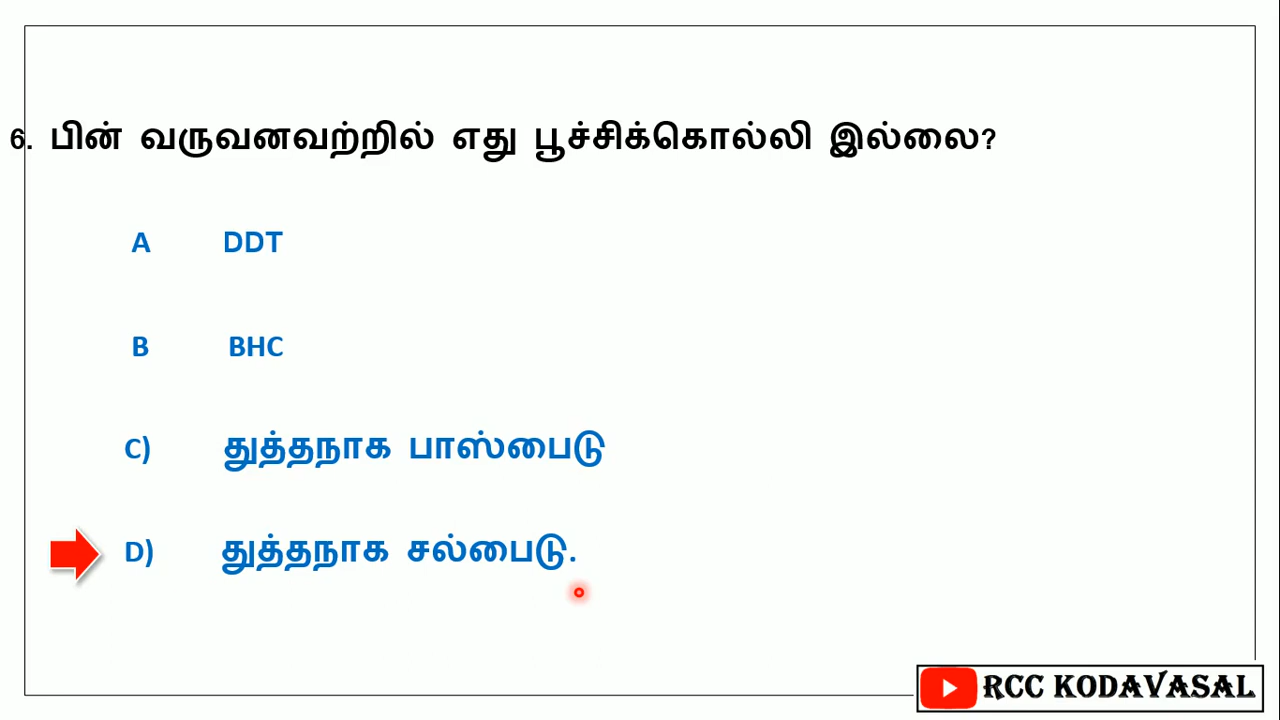 6. பின் வருவனவற்றில் எது பூச்சிக்கொல்லி இல்லை?
A DDT
B BHC
C) துத்தநாக பாஸ்பைடு
D) துத்தநாக சல்பைடு.
RCC KODAVASAL